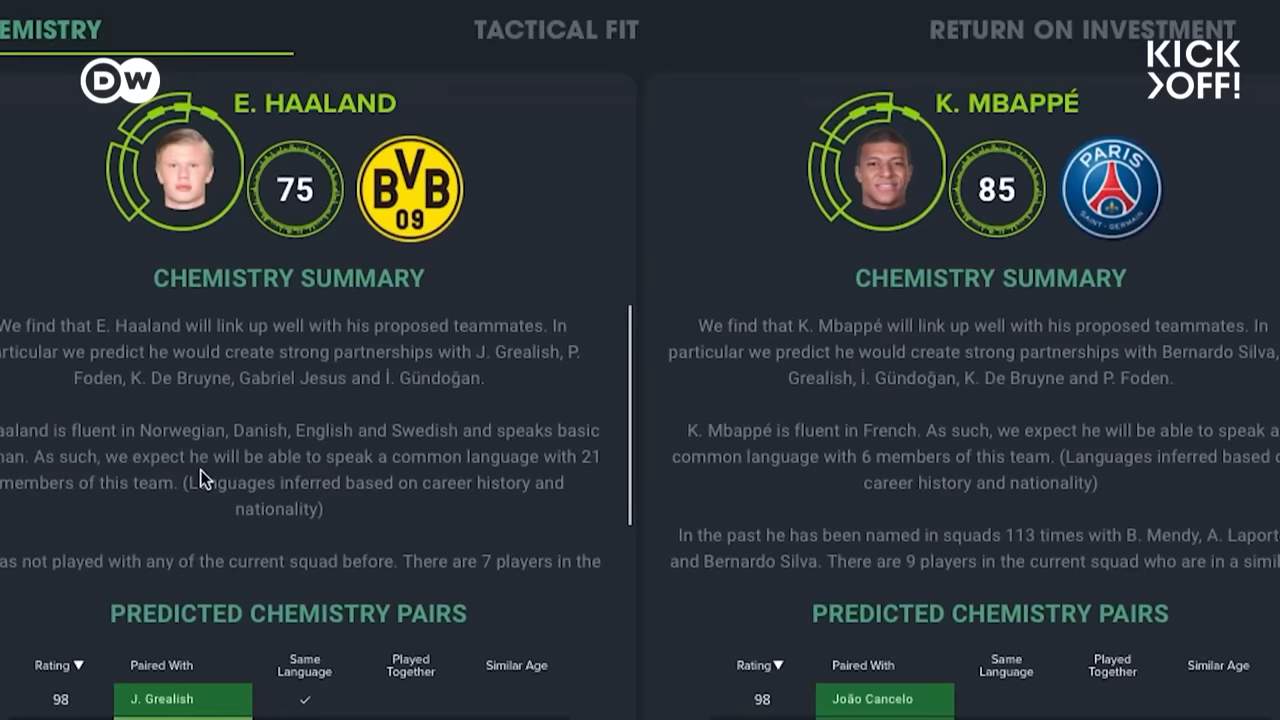 EMISTRY
TACTICAL FIT
RETURN ON INVESTMENT
DW
KICK
OFF!
E. HAALAND
75
BVB
09
CHEMISTRY SUMMARY
We find that E. Haaland will link up well with his proposed teammates. In
articular we predict he would create strong partnerships with J. Grealish, P.
Foden, K. De Bruyne, Gabriel Jesus and İ. Gündoğan.
aaland is fluent in Norwegian, Danish, English and Swedish and speaks basic
man. As such, we expect he will be able to speak a common language with 21
members of this team. (Languages inferred based on career history and
nationality)
as not played with any of the current squad before. There are 7 players in the
PREDICTED CHEMISTRY PAIRS
Rating ▼ Paired With Same Language Played Together Similar Age
98 J. Grealish ✓
K. MBAPPÉ
85
PARIS
SAINT-GERMAIN
CHEMISTRY SUMMARY
We find that K. Mbappé will link up well with his proposed teammates. In
particular we predict he would create strong partnerships with Bernardo Silva,
Grealish, İ. Gündoğan, K. De Bruyne and P. Foden.
K. Mbappé is fluent in French. As such, we expect he will be able to speak a
common language with 6 members of this team. (Languages inferred based o
career history and nationality)
In the past he has been named in squads 113 times with B. Mendy, A. Laport
and Bernardo Silva. There are 9 players in the current squad who are in a simil
PREDICTED CHEMISTRY PAIRS
Rating ▼ Paired With Same Language Played Together Similar Age
98 João Cancelo